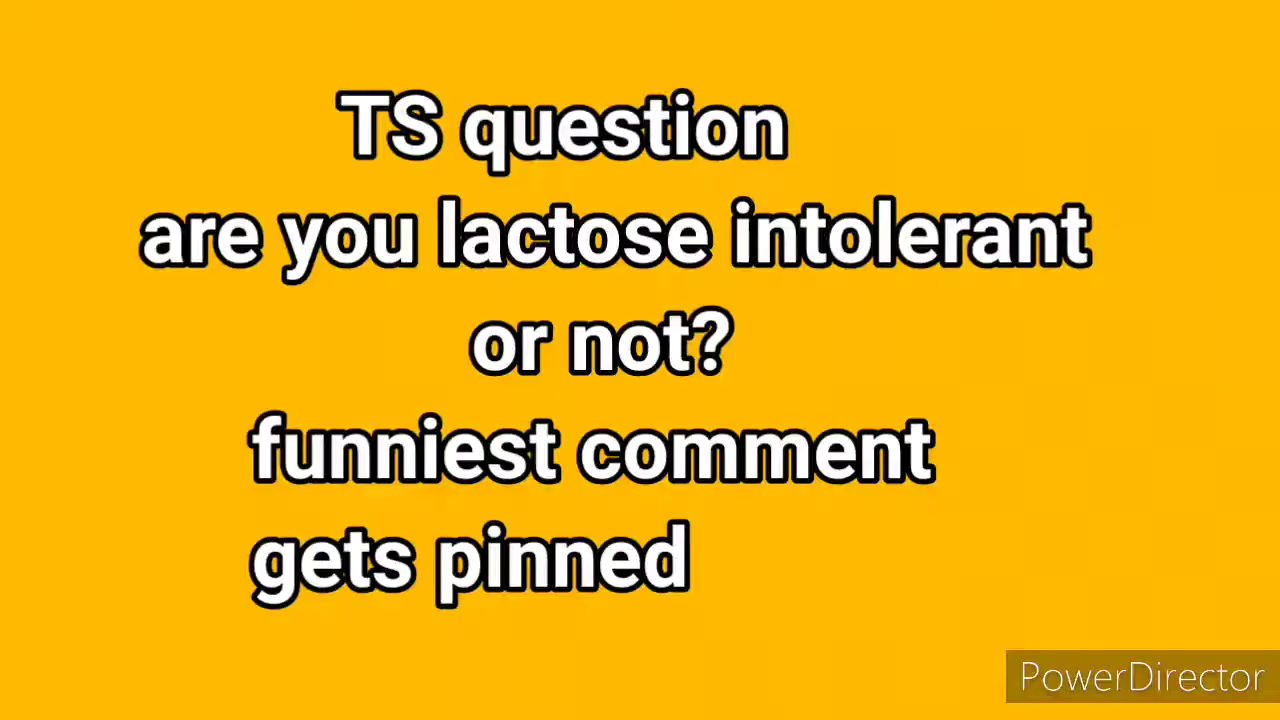 TS question
are you lactose intolerant
or not?
funniest comment
gets pinned
PowerDirector